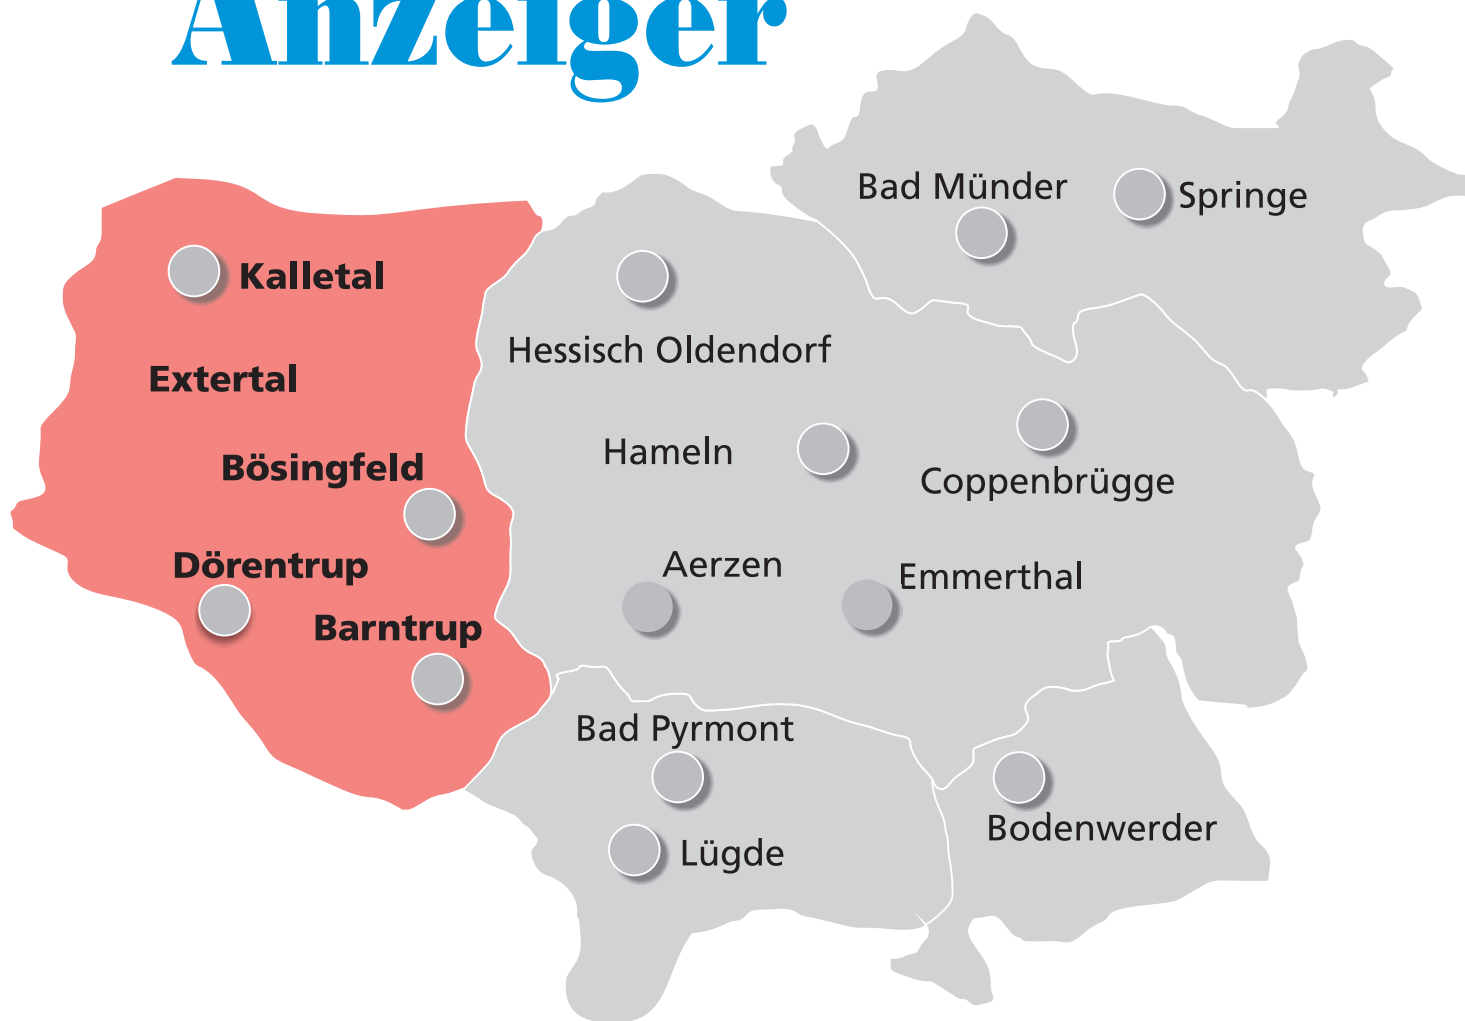 Anzeiger
Bad Münder
Springe
Kalletal
Hessisch Oldendorf
Extertal
Hameln
Bösingfeld
Coppenbrügge
Dörentrup
Aerzen
Emmerthal
Barntrup
Bad Pyrmont
Bodenwerder
Lügde